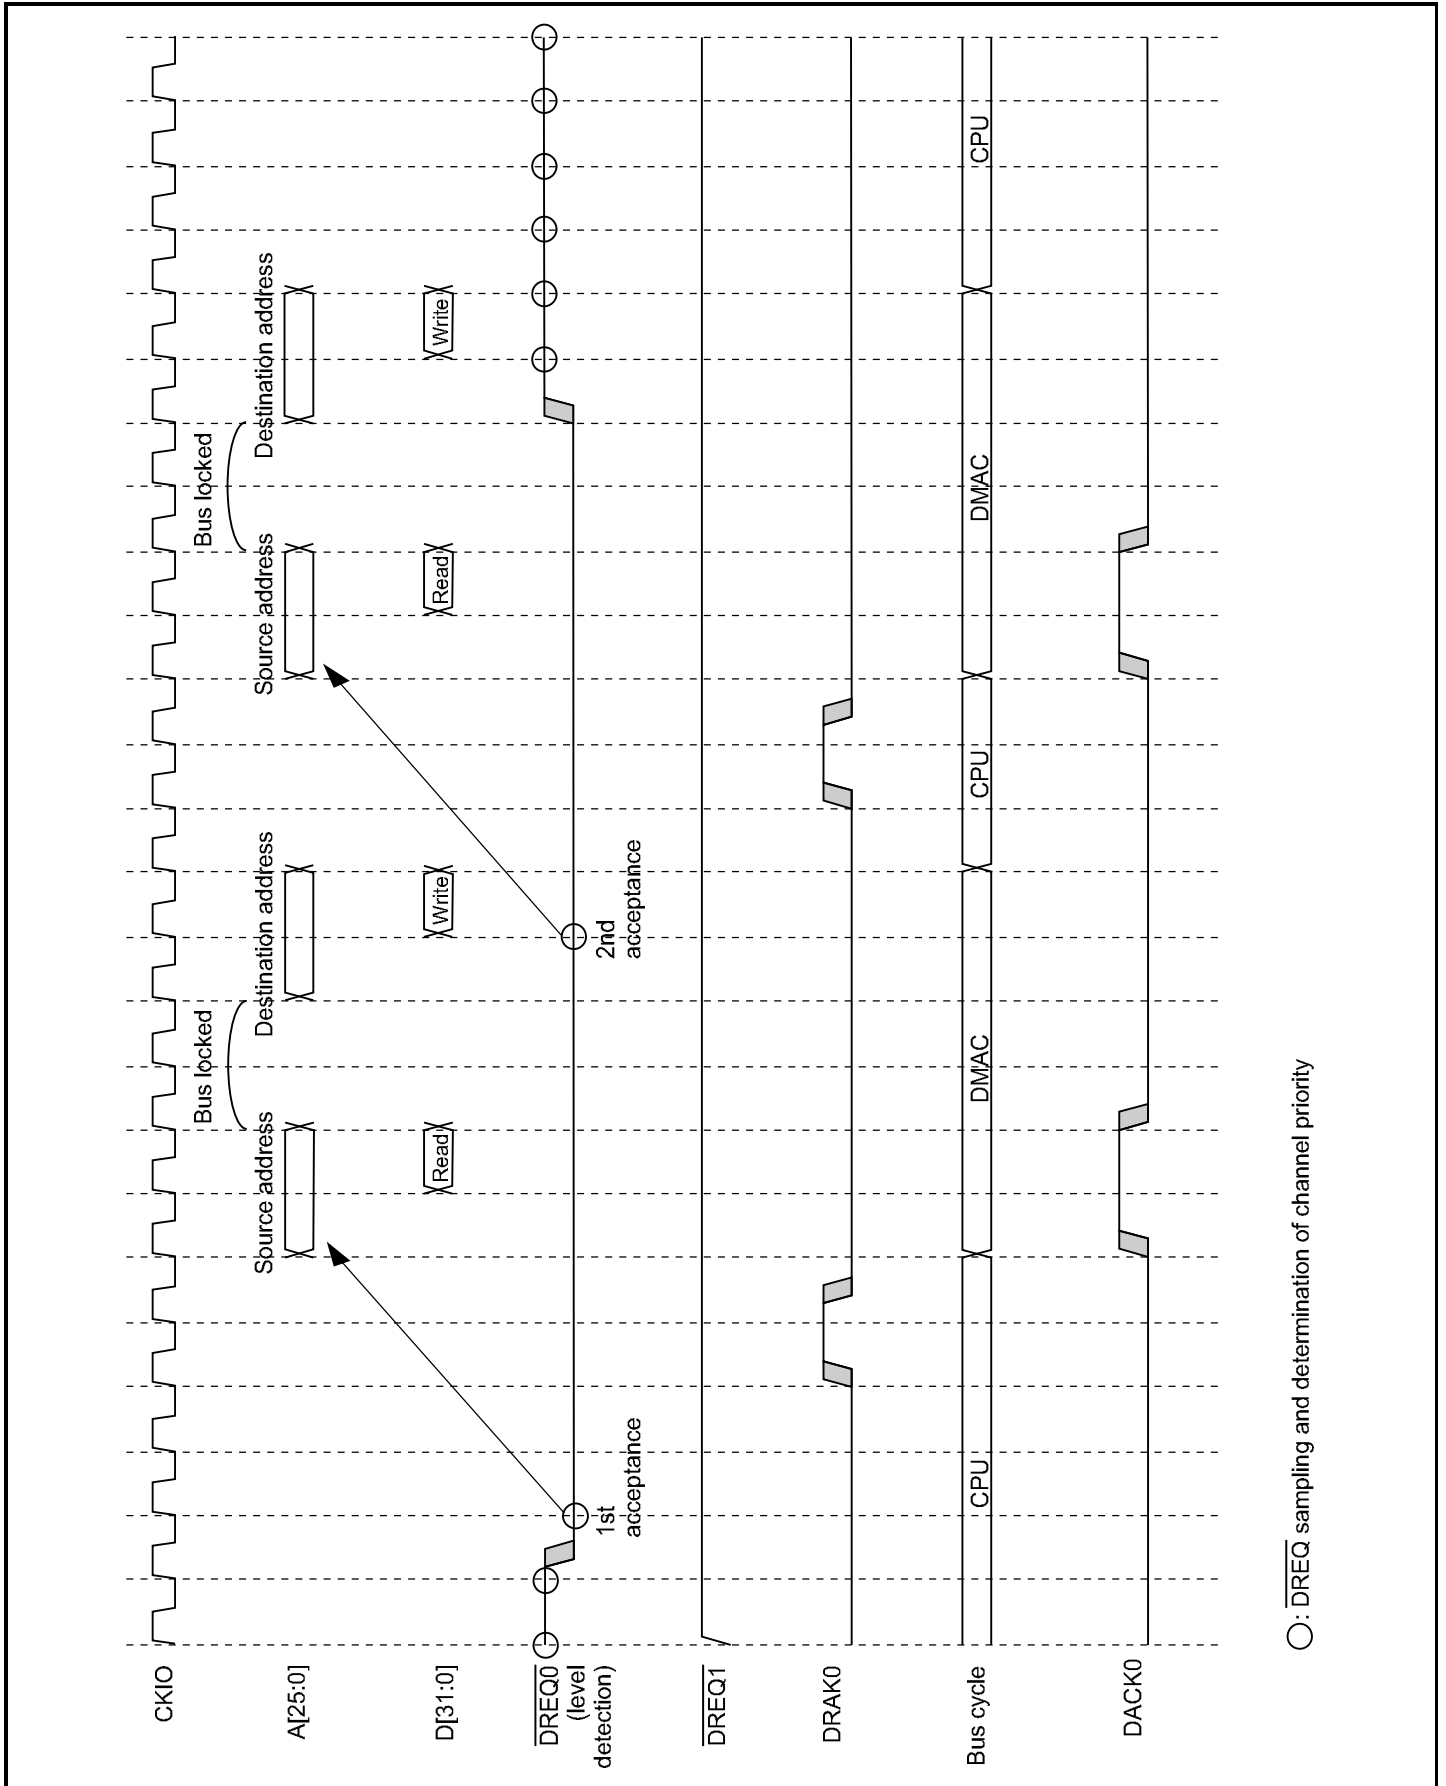 CKIO
Source address
Bus locked
Destination address
Source address
Bus locked
Destination address
A[25:0]
D[31:0]
Read
Write
Read
Write
DREQ0
(level
detection)
1st
acceptance
2nd
acceptance
DREQ1
DRAK0
Bus cycle
CPU
DMAC
CPU
DMAC
CPU
DACK0
: DREQ sampling and determination of channel priority